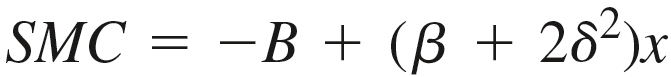 SMC = −B + (β + 2δ²)x